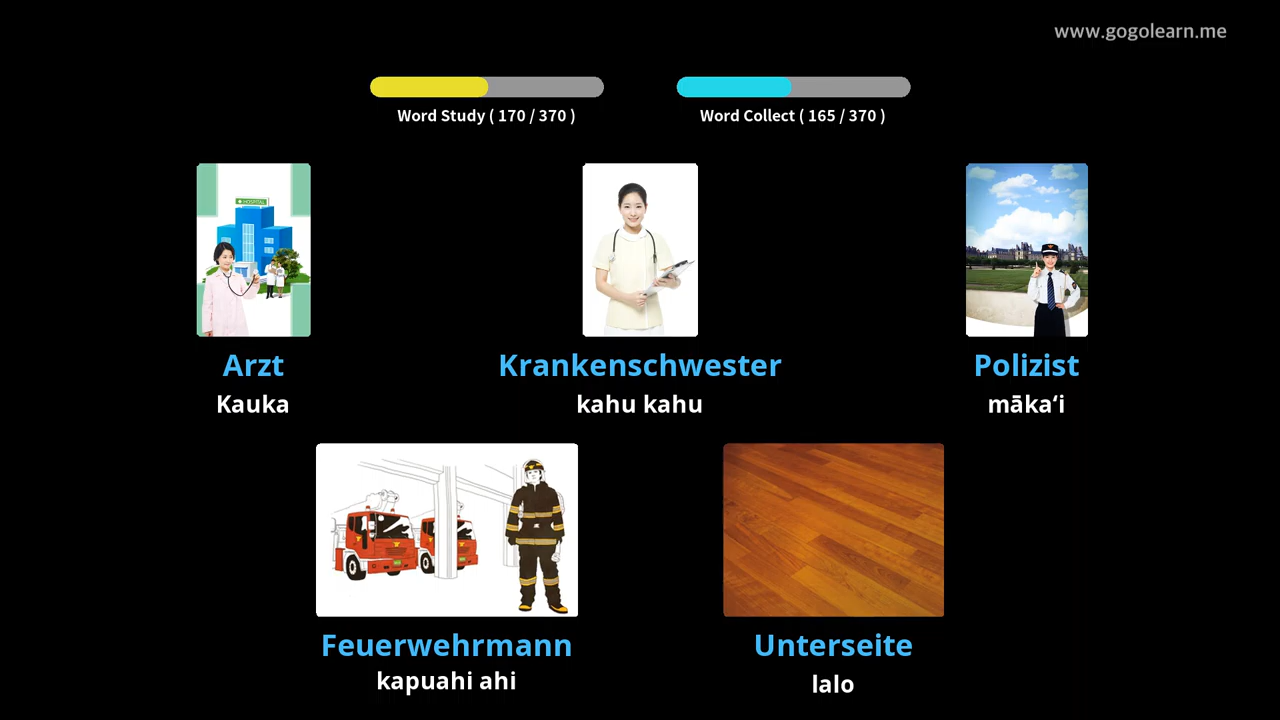 www.gogolearn.me
Word Study ( 170 / 370 )
Word Collect ( 165 / 370 )
HOSPITAL
Arzt
Kauka
Krankenschwester
kahu kahu
Polizist
mākaʻi
Feuerwehrmann
kapuahi ahi
Unterseite
lalo